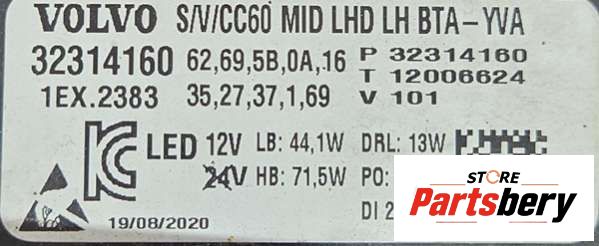 VOLVO S/V/CC60 MID LHD LH BTA-YVA
32314160 62,69,5B,0A,16 P 32314160
T 12006624
1EX.2383 35,27,37,1,69 V 101
LED 12V LB: 44,1W DRL: 13W
24V HB: 71,5W PO:
DI 2
19/08/2020
STORE
Partsbery